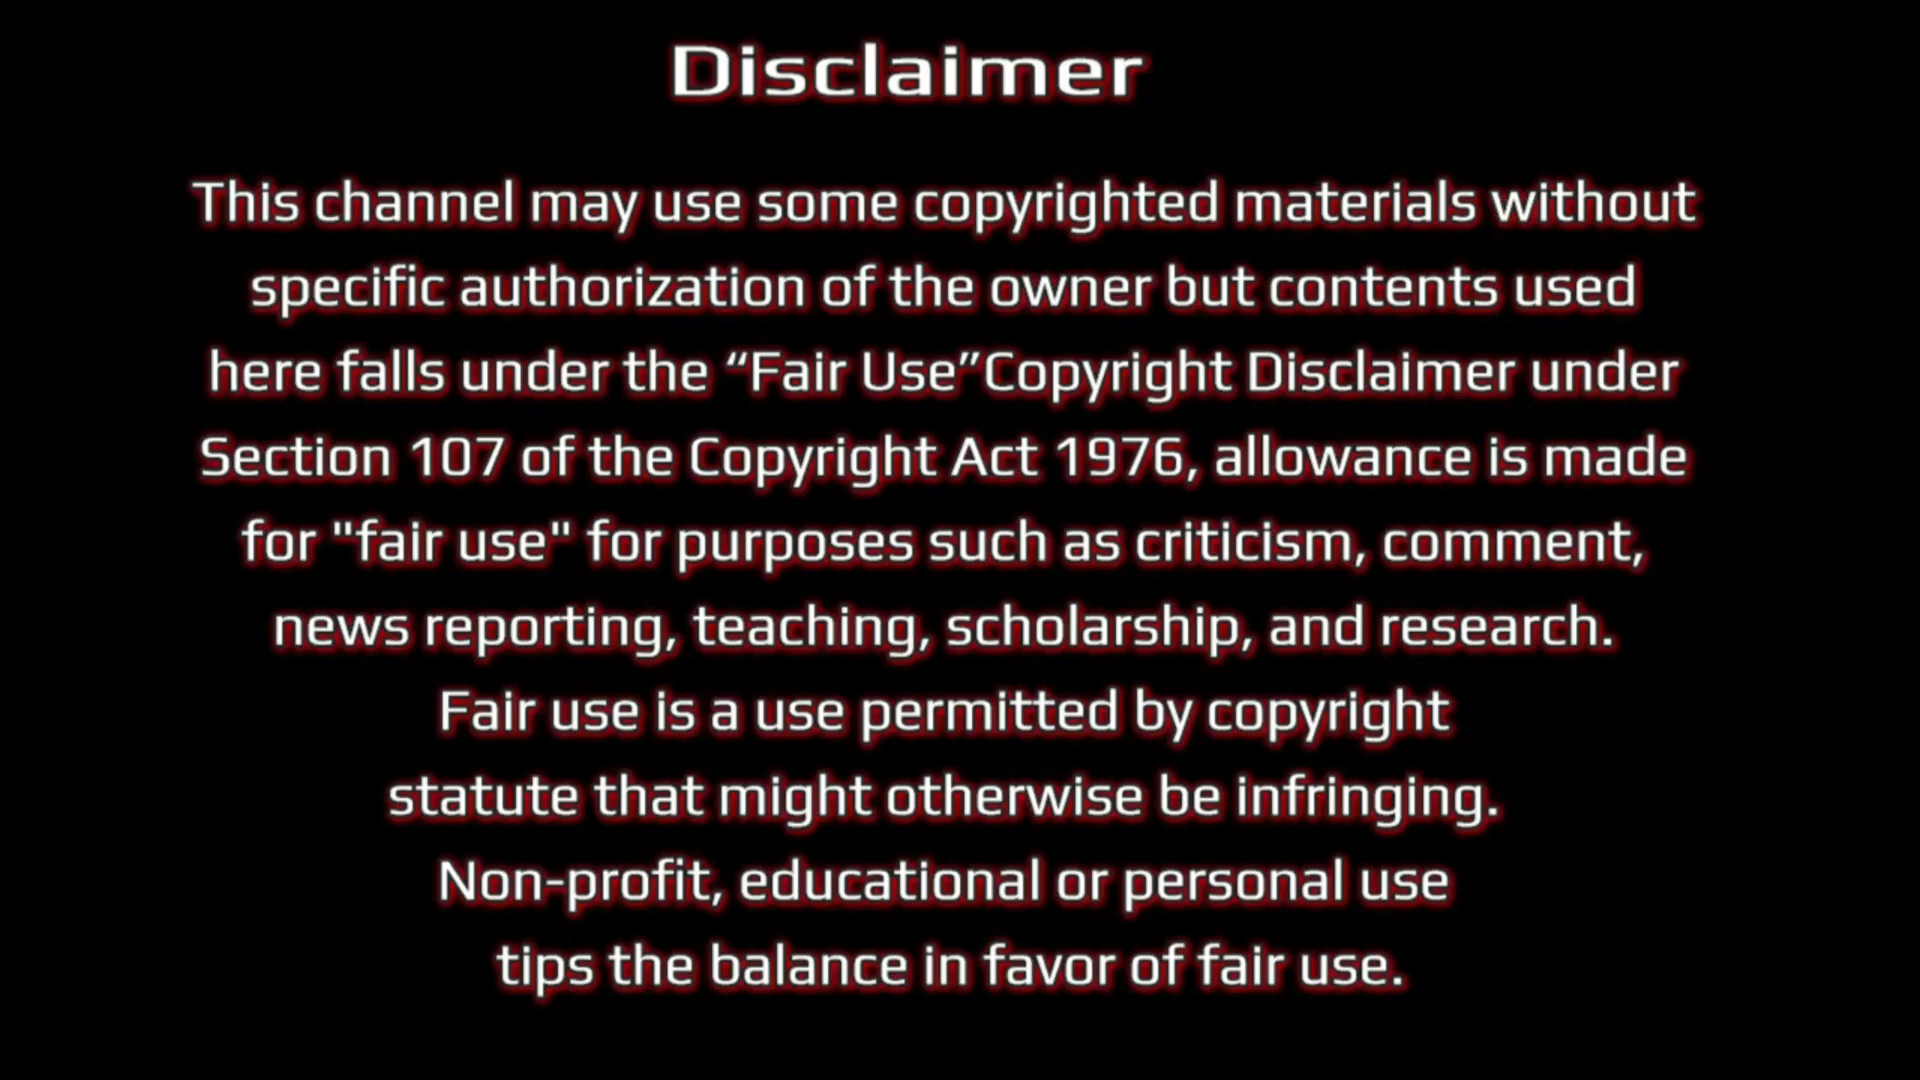 Disclaimer
This channel may use some copyrighted materials without
specific authorization of the owner but contents used
here falls under the “Fair Use”Copyright Disclaimer under
Section 107 of the Copyright Act 1976, allowance is made
for "fair use" for purposes such as criticism, comment,
news reporting, teaching, scholarship, and research.
Fair use is a use permitted by copyright
statute that might otherwise be infringing.
Non-profit, educational or personal use
tips the balance in favor of fair use.